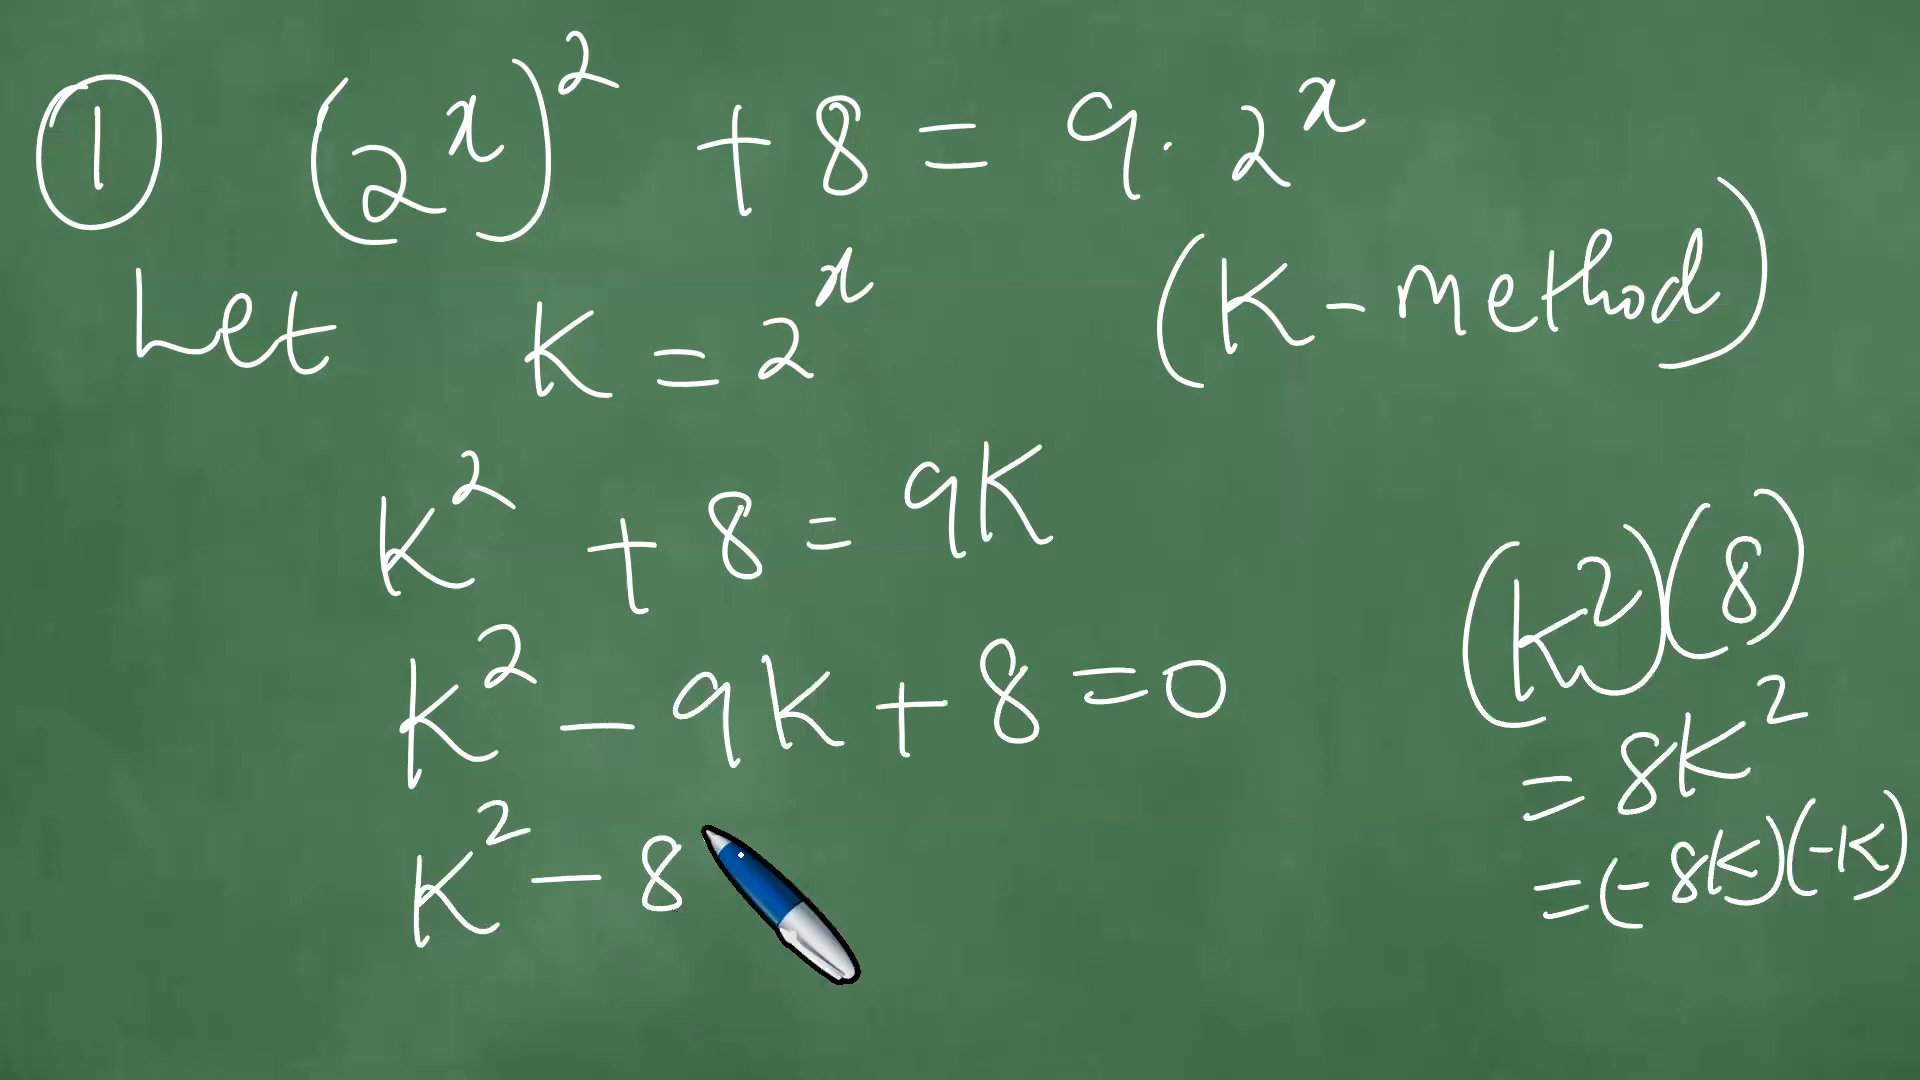 ① (2^x)^2 + 8 = 9. 2^x
Let K = 2^x (K - method)
K^2 + 8 = 9K
K^2 - 9K + 8 = 0
K^2 - 8
(K^2)(8)
= 8K^2
= (-8K)(-K)